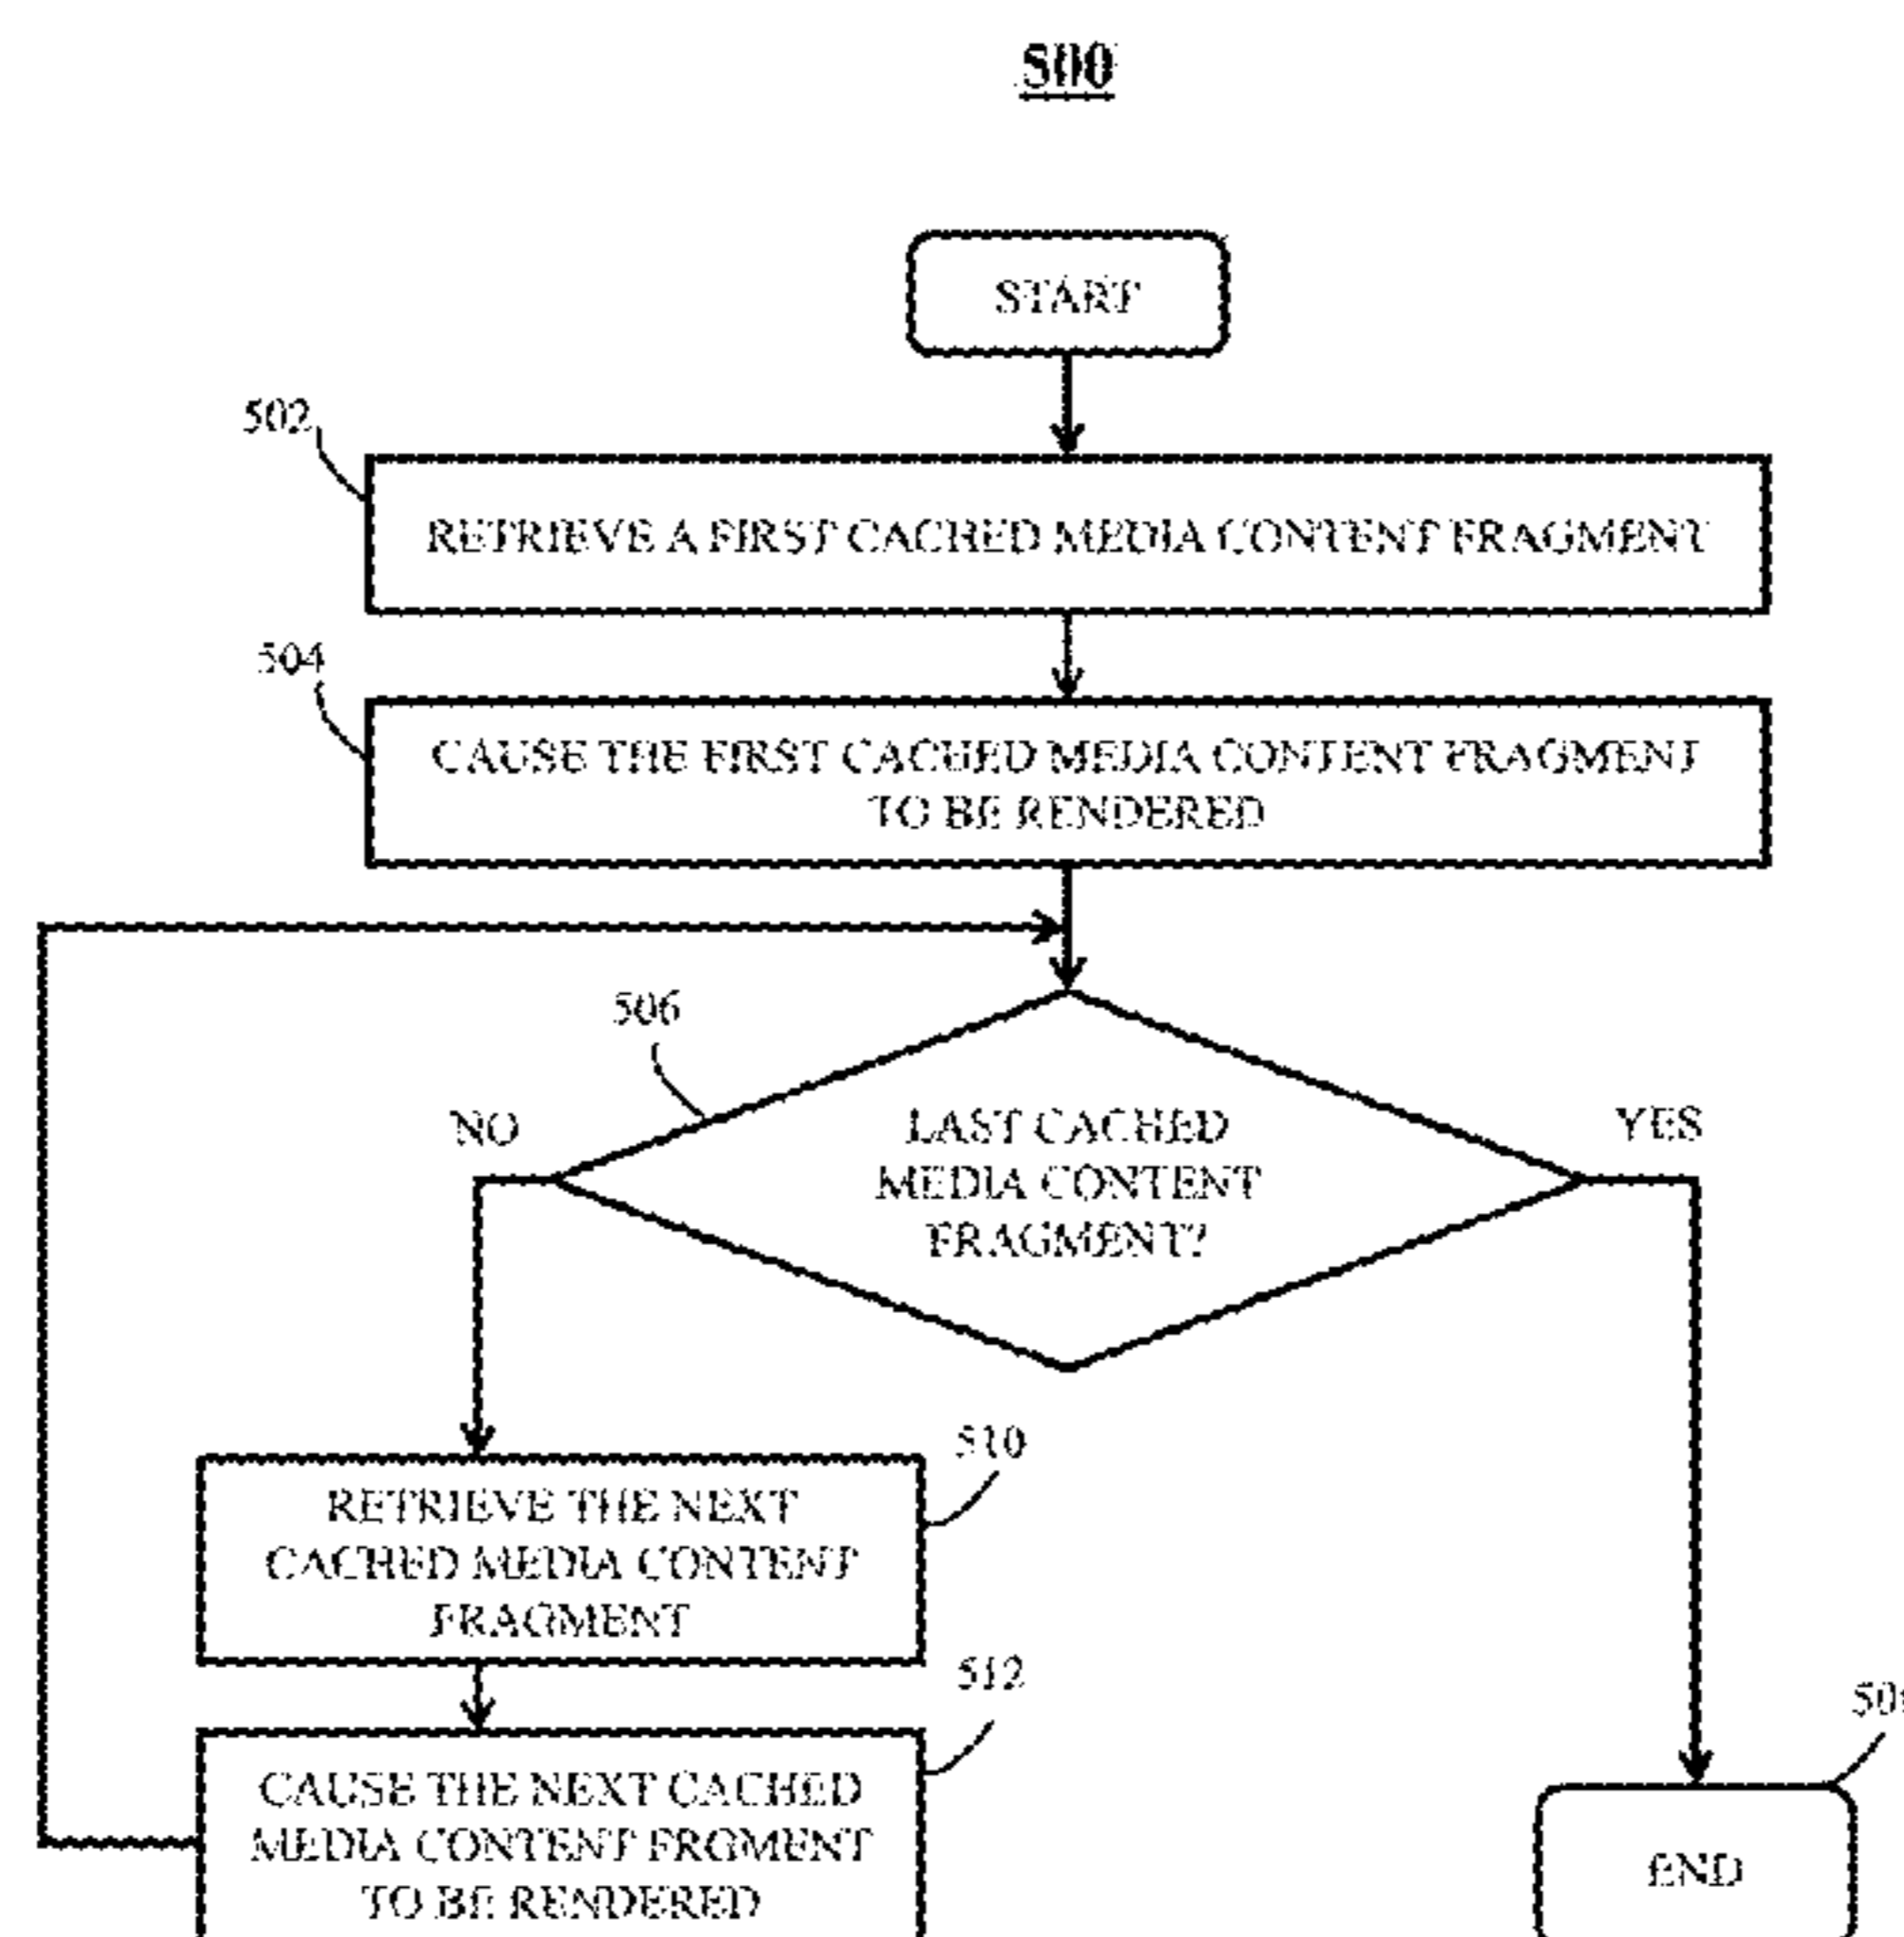 500
START
502
RETRIEVE A FIRST CACHED MEDIA CONTENT FRAGMENT
504
CAUSE THE FIRST CACHED MEDIA CONTENT FRAGMENT
TO BE RENDERED
506
NO
LAST CACHED
MEDIA CONTENT
FRAGMENT?
YES
510
RETRIEVE THE NEXT
CACHED MEDIA CONTENT
FRAGMENT
512
CAUSE THE NEXT CACHED
MEDIA CONTENT FRGMENT
TO BE RENDERED
END